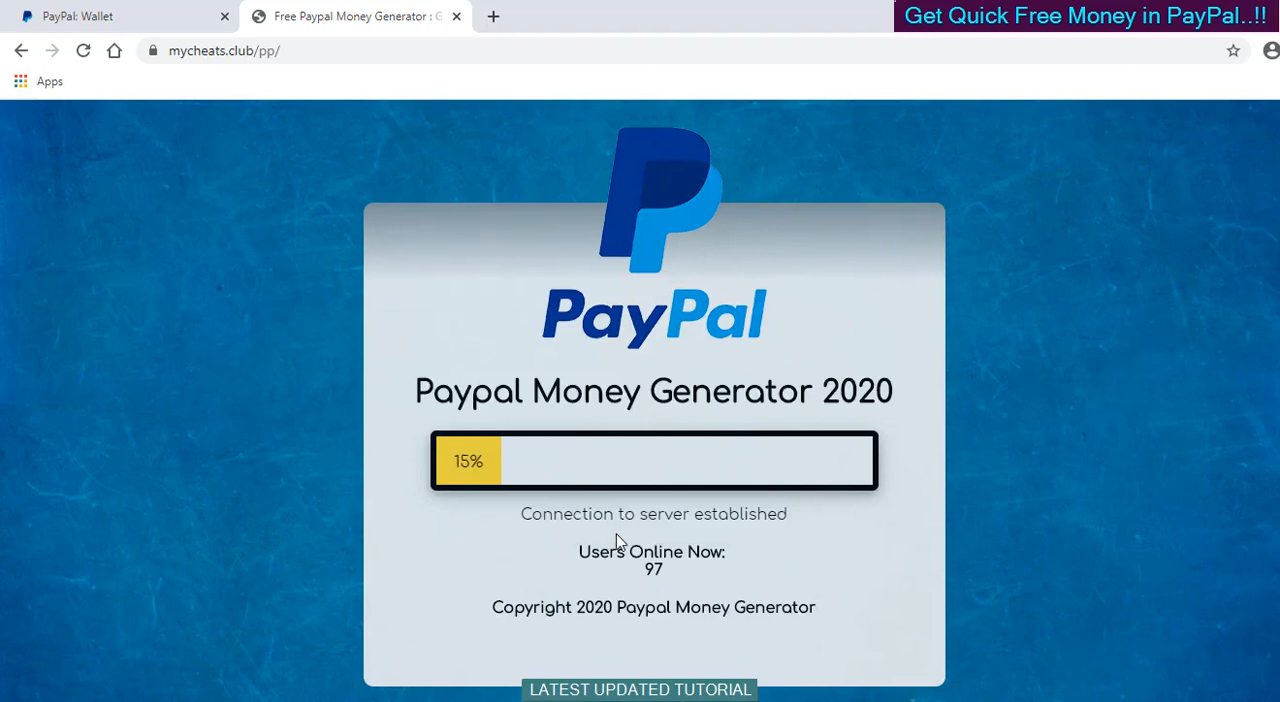 PayPal: Wallet
Free Paypal Money Generator : G
Get Quick Free Money in PayPal..!!
mycheats.club/pp/
Apps
PayPal
Paypal Money Generator 2020
15%
Connection to server established
Users Online Now:
97
Copyright 2020 Paypal Money Generator
LATEST UPDATED TUTORIAL